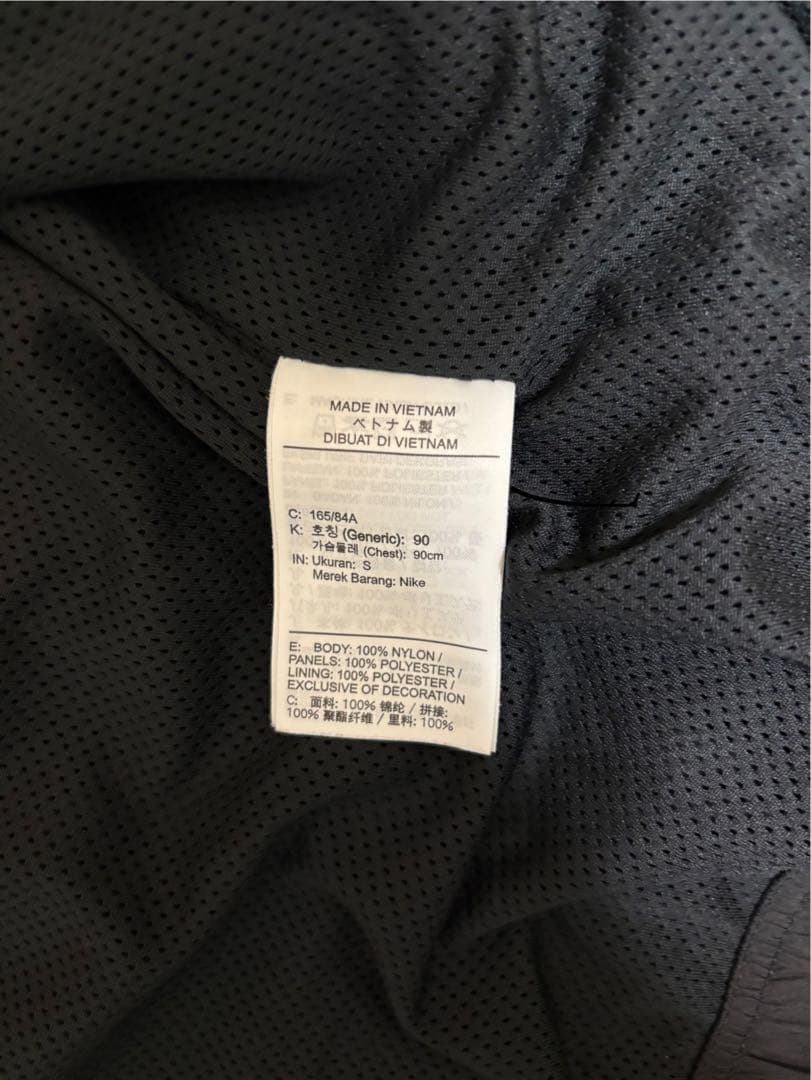 MADE IN VIETNAM
ベトナム製
DIBUAT DI VIETNAM
C: 165/84A
K: 호칭 (Generic): 90
가슴둘레 (Chest): 90cm
IN: Ukuran: S
Merek Barang: Nike
E: BODY: 100% NYLON /
PANELS: 100% POLYESTER /
LINING: 100% POLYESTER /
EXCLUSIVE OF DECORATION
C: 面料: 100% 锦纶 / 拼接:
100% 聚酯纤维 / 里料: 100%